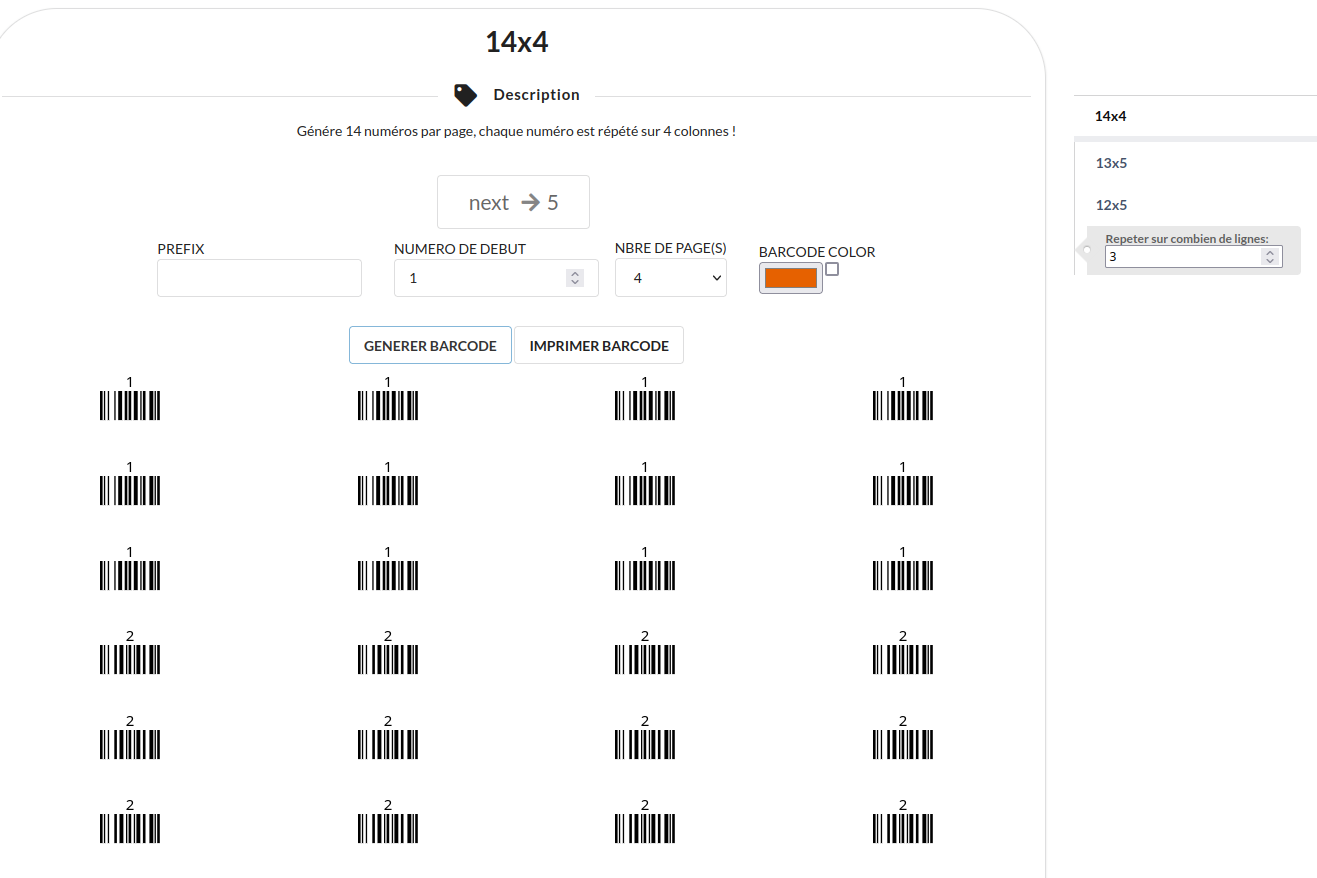 14x4
Description
Génére 14 numéros par page, chaque numéro est répété sur 4 colonnes !
next → 5
PREFIX NUMERO DE DEBUT NBRE DE PAGE(S) BARCODE COLOR
1 4
GENERER BARCODE IMPRIMER BARCODE
1 1 1 1
1 1 1 1
1 1 1 1
2 2 2 2
2 2 2 2
2 2 2 2
14x4
13x5
12x5
Repeter sur combien de lignes:
3